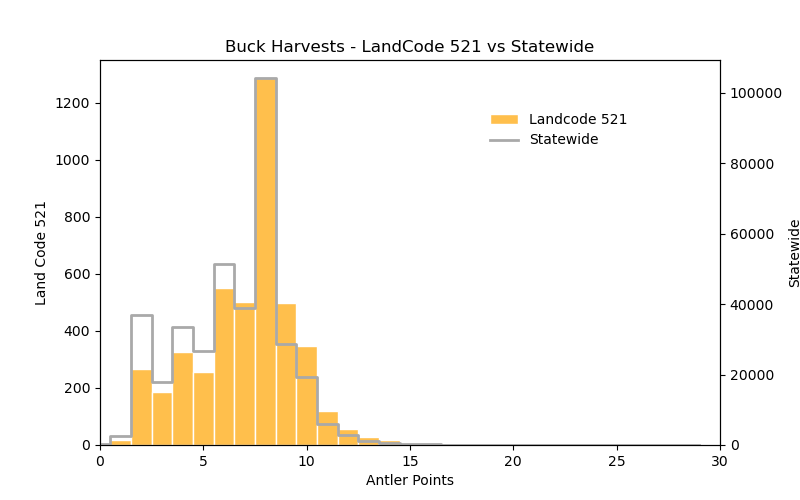 Buck Harvests - LandCode 521 vs Statewide
Landcode 521
Statewide
Land Code 521
1200
1000
800
600
400
200
0
100000
80000
60000
40000
20000
0
Statewide
0 5 10 15 20 25 30
Antler Points